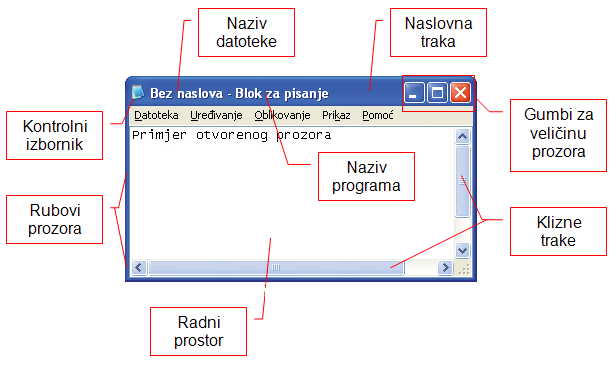 Naziv
datoteke
Naslovna
traka
Bez naslova - Blok za pisanje
Kontrolni
izbornik
Datoteka Uređivanje Oblikovanje Prikaz Pomoć
Primjer otvorenog prozora
Gumbi za
veličinu
prozora
Naziv
programa
Rubovi
prozora
Klizne
trake
Radni
prostor